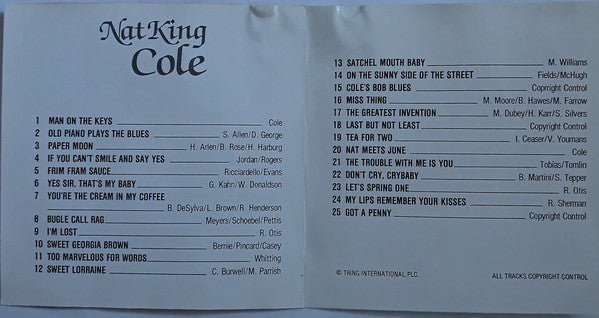 Nat King
Cole
1 MAN ON THE KEYS Cole
2 OLD PIANO PLAYS THE BLUES S. Allen/D. George
3 PAPER MOON H. Arlen/B. Rose/H. Harburg
4 IF YOU CAN'T SMILE AND SAY YES Jordan/Rogers
5 FRIM FRAM SAUCE Ricciardello/Evans
6 YES SIR, THAT'S MY BABY G. Kahn/W. Donaldson
7 YOU'RE THE CREAM IN MY COFFEE
B. DeSylva/L. Brown/R. Henderson
8 BUGLE CALL RAG Meyers/Schoebel/Pettis
9 I'M LOST R. Otis
10 SWEET GEORGIA BROWN Bernie/Pincard/Casey
11 TOO MARVELOUS FOR WORDS Whitting
12 SWEET LORRAINE C. Burwell/M. Parrish
13 SATCHEL MOUTH BABY M. Williams
14 ON THE SUNNY SIDE OF THE STREET Fields/McHugh
15 COLE'S BOB BLUES Copyright Control
16 MISS THING M. Moore/B. Hawes/M. Farrow
17 THE GREATEST INVENTION M. Dubey/H. Karr/S. Silvers
18 LAST BUT NOT LEAST Copyright Control
19 TEA FOR TWO I. Ceaser/V. Youmans
20 NAT MEETS JUNE Cole
21 THE TROUBLE WITH ME IS YOU Tobias/Tomlin
22 DON'T CRY, CRYBABY B. Martini/S. Tepper
23 LET'S SPRING ONE R. Otis
24 MY LIPS REMEMBER YOUR KISSES R. Sherman
25 GOT A PENNY Copyright Control
© TRING INTERNATIONAL PLC. ALL TRACKS COPYRIGHT CONTROL